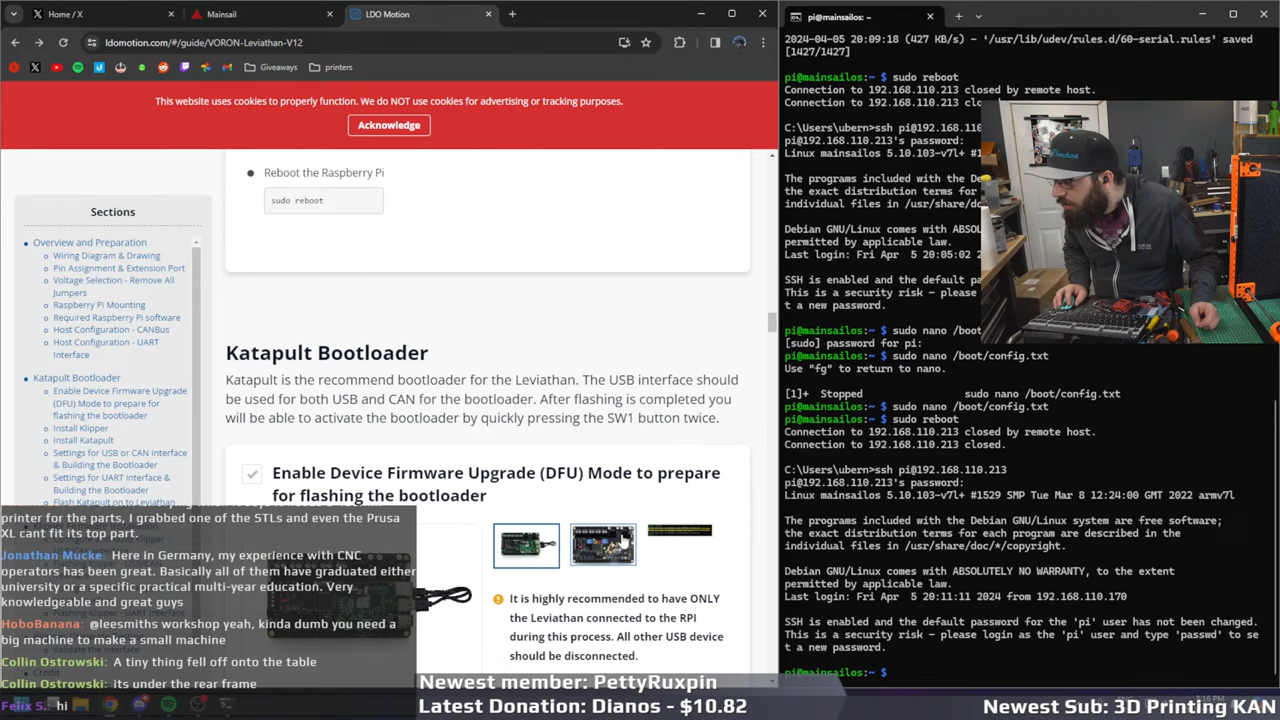 Home / X
Mainsail
LDO Motion
ldomotion.com/#/guide/VORON-Leviathan-V12
Giveaways
printers
This website uses cookies to properly function. We do NOT use cookies for advertising or tracking purposes.
Acknowledge
Sections
Overview and Preparation
Wiring Diagram & Drawing
Pin Assignment & Extension Port
Voltage Selection - Remove All
Jumpers
Raspberry Pi Mounting
Required Raspberry Pi software
Host Configuration - CANBus
Host Configuration - UART
Interface
Katapult Bootloader
Enable Device Firmware Upgrade
(DFU) Mode to prepare for
flashing the bootloader
Install Klipper
Install Katapult
Settings for USB or CAN Interface
& Building the Bootloader
Settings for UART Interface &
Building the Bootloader
Flash Katapult on to Leviathan
Reboot the Raspberry Pi
sudo reboot
Katapult Bootloader
Katapult is the recommend bootloader for the Leviathan. The USB interface should
be used for both USB and CAN for the bootloader. After flashing is completed you
will be able to activate the bootloader by quickly pressing the SW1 button twice.
Enable Device Firmware Upgrade (DFU) Mode to prepare
for flashing the bootloader
It is highly recommended to have ONLY
the Leviathan connected to the RPI
during this process. All other USB device
should be disconnected.
printer for the parts, I grabbed one of the STLs and even the Prusa
XL cant fit its top part.
Jonathan Mucke: Here in Germany, my experience with CNC
operators has been great. Basically all of them have graduated either
university or a specific practical multi-year education. Very
knowledgeable and great guys
HoboBanana: @leesmiths workshop yeah, kinda dumb you need a
big machine to make a small machine
Collin Ostrowski: A tiny thing fell off onto the table
Collin Ostrowski: its under the rear frame
Felix S.: hi
Newest member: PettyRuxpin
Latest Donation: Dianos - $10.82
Newest Sub: 3D Printing KAN
pi@mainsailos: ~
2024-04-05 20:09:18 (427 KB/s) - ‘/usr/lib/udev/rules.d/60-serial.rules’ saved
[1427/1427]
pi@mainsailos:~ $ sudo reboot
Connection to 192.168.110.213 closed by remote host.
Connection to 192.168.110.213 clos
C:\Users\ubern>ssh pi@192.168.110
pi@192.168.110.213's password:
Linux mainsailos 5.10.103-v7l+ #1
The programs included with the De
the exact distribution terms for
individual files in /usr/share/doc
Debian GNU/Linux comes with ABSOL
permitted by applicable law.
Last login: Fri Apr  5 20:05:02 2
SSH is enabled and the default pa
This is a security risk - please
t a new password.
pi@mainsailos:~ $ sudo nano /boot
[sudo] password for pi:
pi@mainsailos:~ $ sudo nano /boot/config.txt
Use "fg" to return to nano.
[1]+  Stopped                 sudo nano /boot/config.txt
pi@mainsailos:~ $ sudo nano /boot/config.txt
pi@mainsailos:~ $ sudo reboot
Connection to 192.168.110.213 closed by remote host.
Connection to 192.168.110.213 closed.
C:\Users\ubern>ssh pi@192.168.110.213
pi@192.168.110.213's password:
Linux mainsailos 5.10.103-v7l+ #1529 SMP Tue Mar 8 12:24:00 GMT 2022 armv7l
The programs included with the Debian GNU/Linux system are free software;
the exact distribution terms for each program are described in the
individual files in /usr/share/doc/*/copyright.
Debian GNU/Linux comes with ABSOLUTELY NO WARRANTY, to the extent
permitted by applicable law.
Last login: Fri Apr  5 20:11:11 2024 from 192.168.110.170
SSH is enabled and the default password for the 'pi' user has not been changed.
This is a security risk - please login as the 'pi' user and type 'passwd' to se
t a new password.
pi@mainsailos:~ $